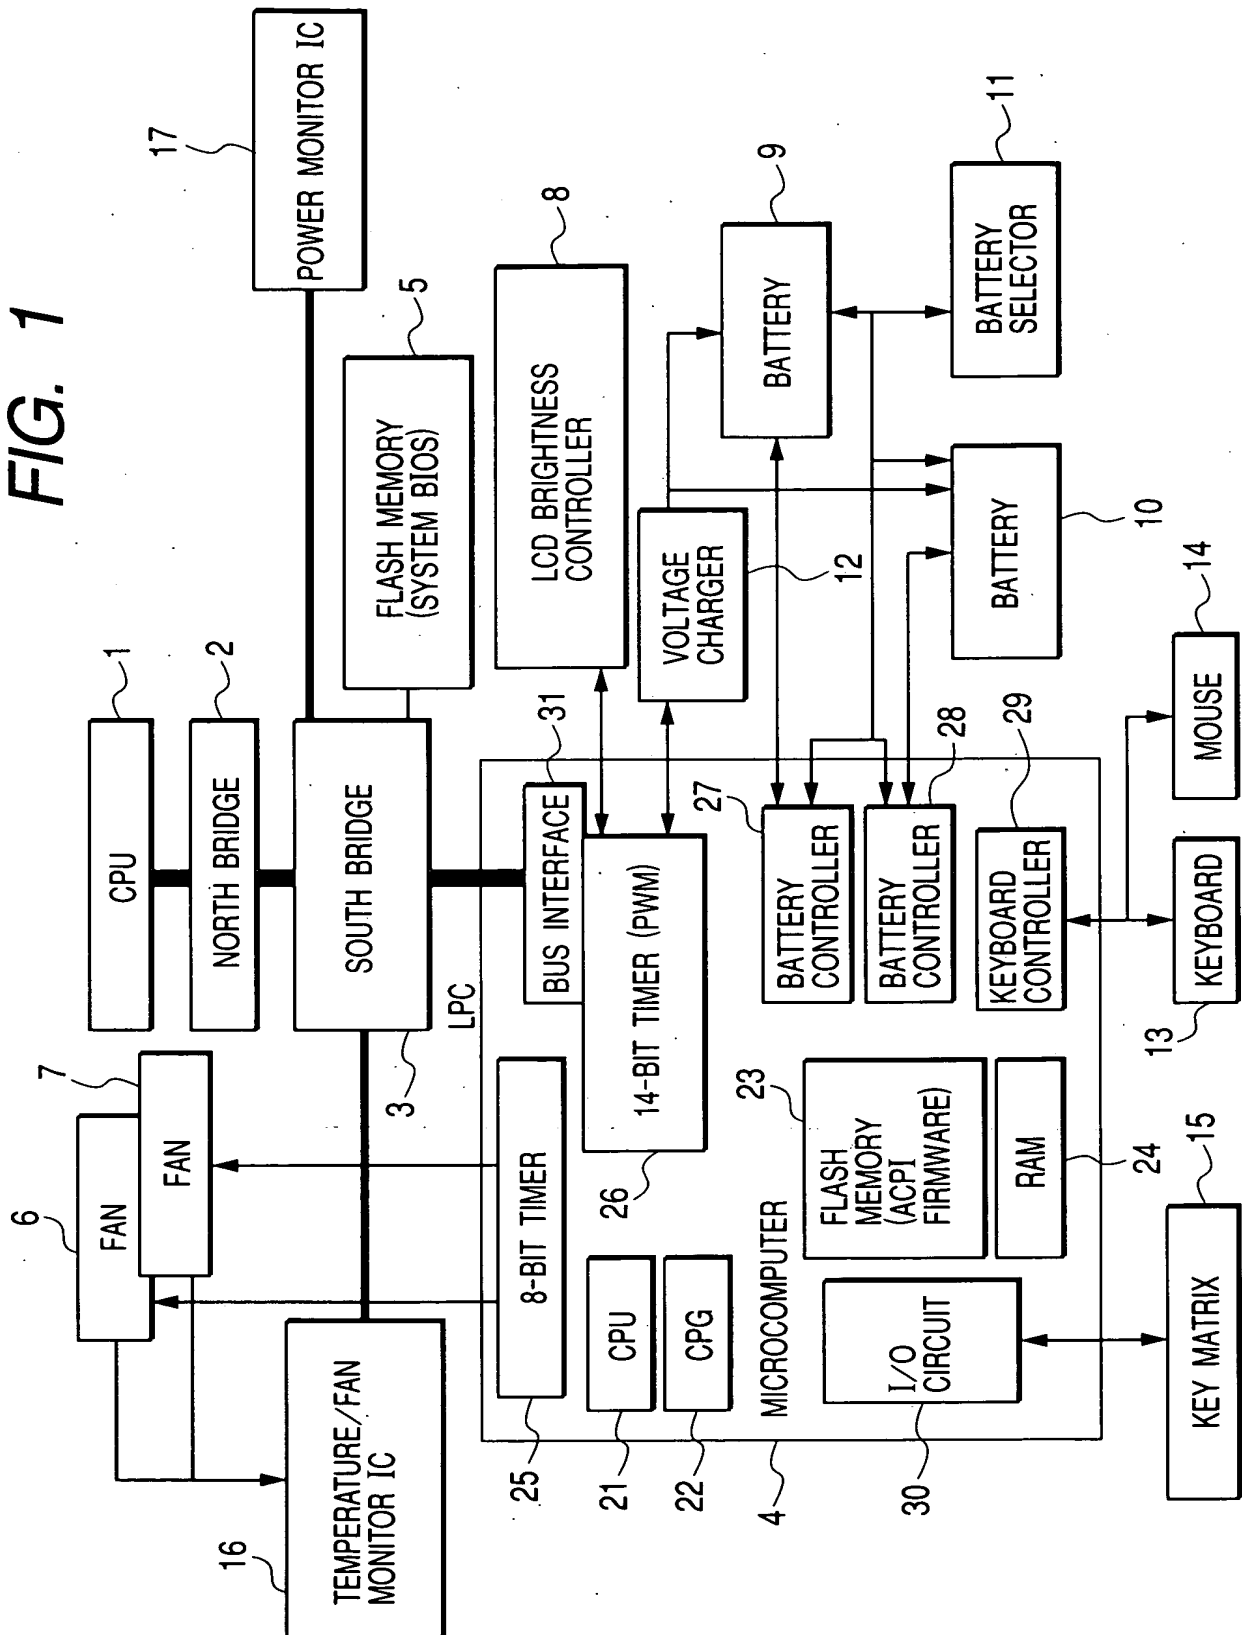 FIG. 1
1
CPU
2
NORTH BRIDGE
SOUTH BRIDGE
3
17
POWER MONITOR IC
5
FLASH MEMORY
(SYSTEM BIOS)
6
FAN
7
FAN
16
TEMPERATURE/FAN
MONITOR IC
LPC
8
LCD BRIGHTNESS
CONTROLLER
31
BUS INTERFACE
14-BIT TIMER (PWM)
26
8-BIT TIMER
25
CPU
21
CPG
22
MICROCOMPUTER
4
VOLTAGE
CHARGER
12
9
BATTERY
11
BATTERY
SELECTOR
BATTERY
10
27
BATTERY
CONTROLLER
28
BATTERY
CONTROLLER
29
KEYBOARD
CONTROLLER
23
FLASH
MEMORY
(ACPI
FIRMWARE)
RAM
24
I/O
CIRCUIT
30
14
MOUSE
KEYBOARD
13
15
KEY MATRIX